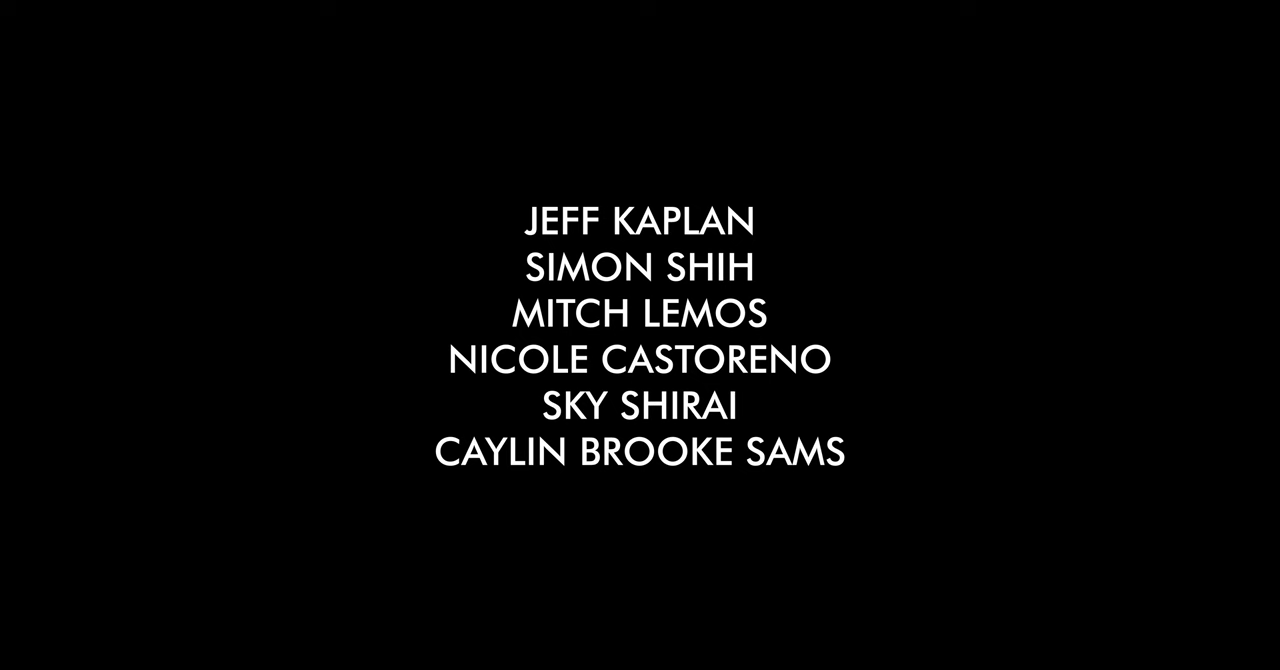 JEFF KAPLAN
SIMON SHIH
MITCH LEMOS
NICOLE CASTORENO
SKY SHIRAI
CAYLIN BROOKE SAMS